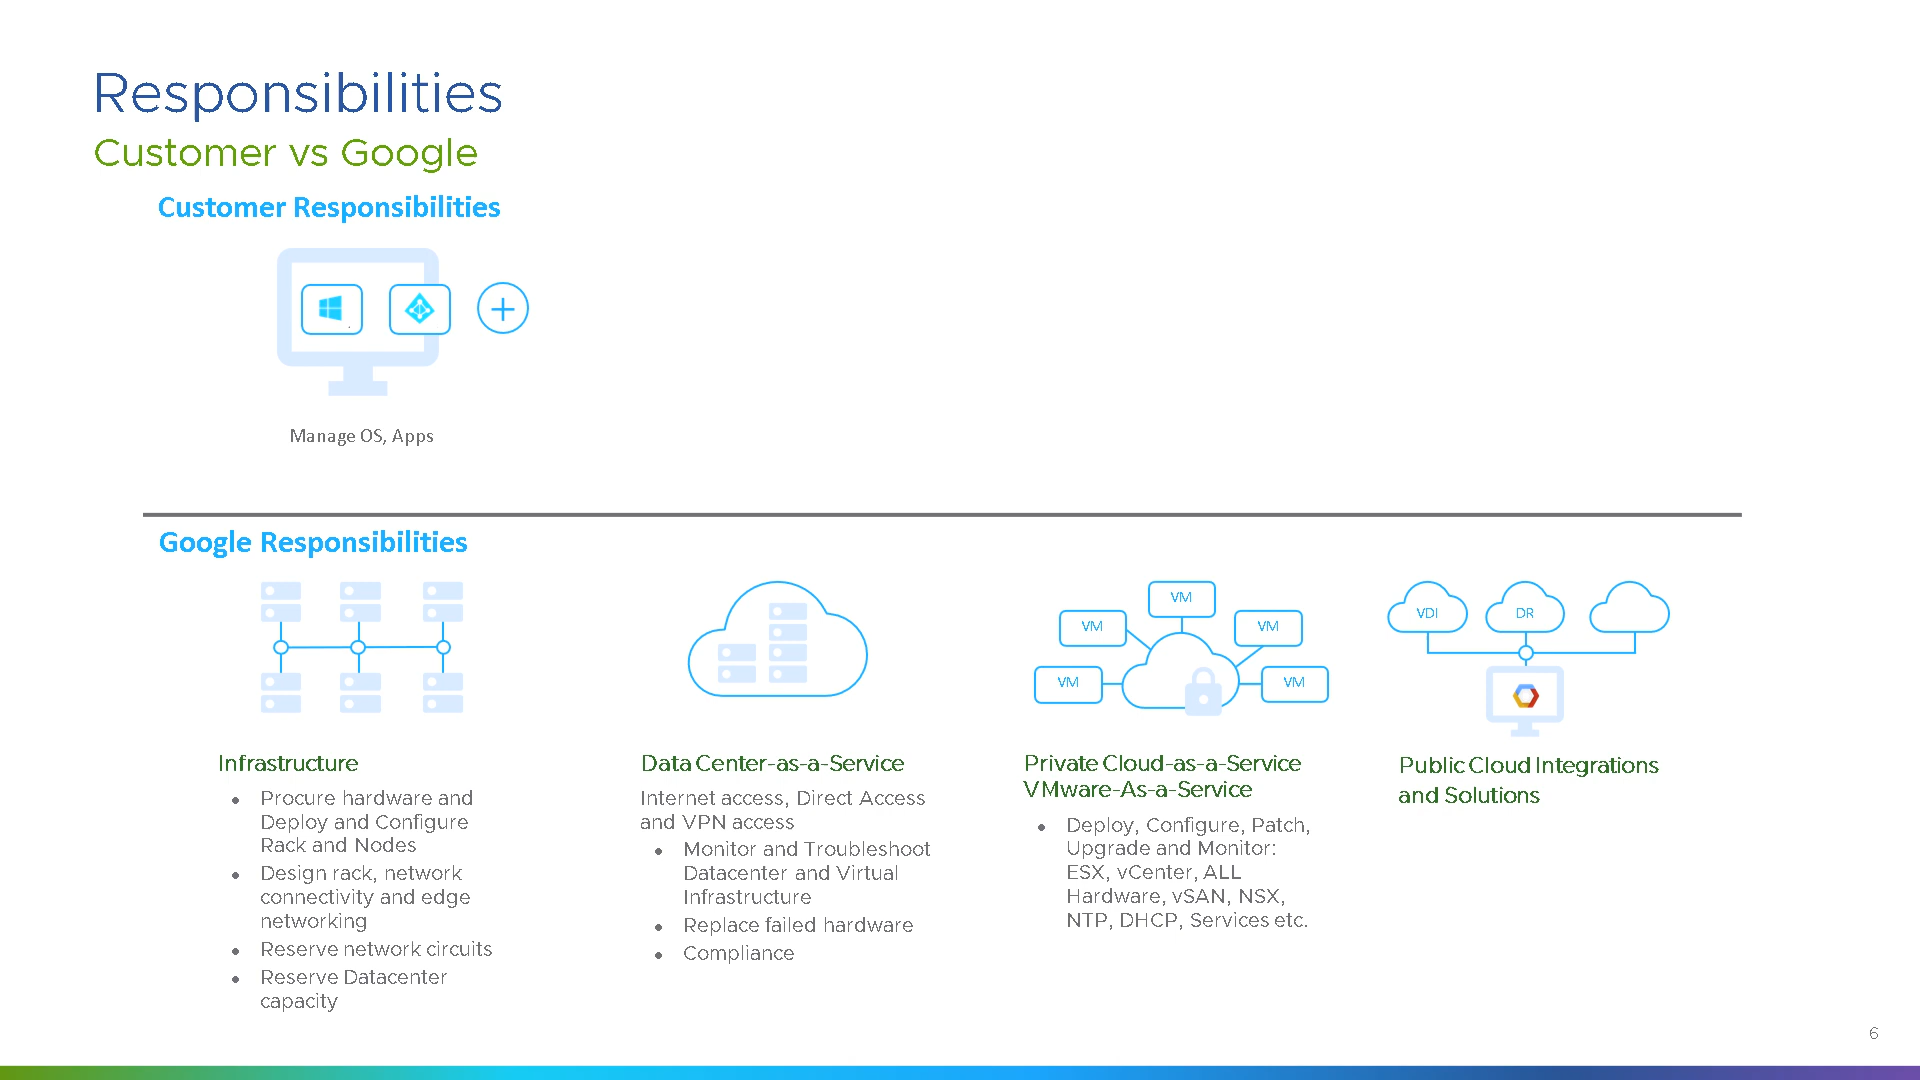 Responsibilities
Customer vs Google
Customer Responsibilities
Manage OS, Apps
Google Responsibilities
VM
VM
VM
VM
VM
VDI
DR
Infrastructure
● Procure hardware and
Deploy and Configure
Rack and Nodes
● Design rack, network
connectivity and edge
networking
● Reserve network circuits
● Reserve Datacenter
capacity
Data Center-as-a-Service
Internet access, Direct Access
and VPN access
● Monitor and Troubleshoot
Datacenter and Virtual
Infrastructure
● Replace failed hardware
● Compliance
Private Cloud-as-a-Service
VMware-As-a-Service
● Deploy, Configure, Patch,
Upgrade and Monitor:
ESX, vCenter, ALL
Hardware, vSAN, NSX,
NTP, DHCP, Services etc.
Public Cloud Integrations
and Solutions
6